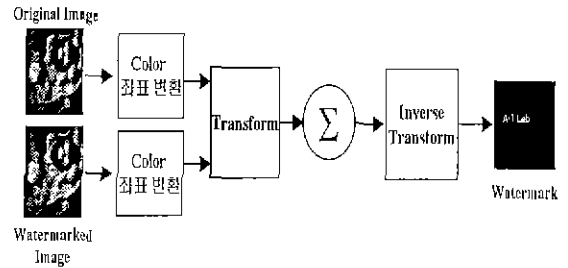 Original Image
Color
좌표 변환
Color
좌표 변환
Transform
Σ
Inverse
Transform
A-1 Lab
Watermark
Watermarked
Image